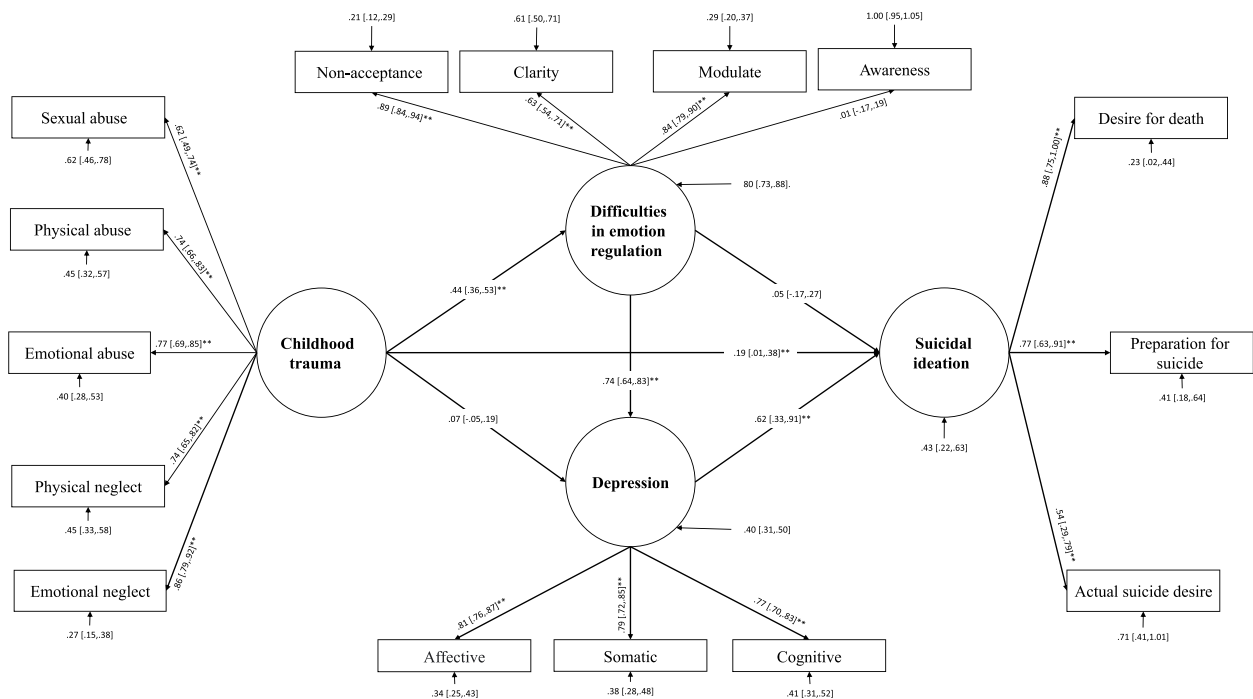 .21 [.12,.29]
.61 [.50,.71]
.29 [.20,.37]
1.00 [.95,1.05]
Non-acceptance
Clarity
Modulate
Awareness
.89 [.84,.94]**
.63 [.54,.71]**
.84 [.79,.90]**
.01 [-.17,.19]
Sexual abuse
.62 [.46,.78]
.62 [.49,.74]**
Physical abuse
.45 [.32,.57]
.74 [.66,.83]**
Emotional abuse
.40 [.28,.53]
.77 [.69,.85]**
Physical neglect
.45 [.33,.58]
.74 [.65,.82]**
Emotional neglect
.27 [.15,.38]
.86 [.79,.92]**
Childhood
trauma
Difficulties
in emotion
regulation
80 [.73,.88].
.44 [.36,.53]**
.05 [-.17,.27]
.19 [.01,.38]**
.74 [.64,.83]**
.07 [-.05,.19]
.62 [.33,.91]**
Depression
.40 [.31,.50]
Suicidal
ideation
.43 [.22,.63]
.88 [.75,1.00]**
Desire for death
.23 [.02,.44]
.77 [.63,.91]**
Preparation for
suicide
.41 [.18,.64]
.54 [.29,.79]**
Actual suicide desire
.71 [.41,1.01]
.81 [.76,.87]**
.79 [.72,.85]**
.77 [.70,.83]**
Affective
Somatic
Cognitive
.34 [.25,.43]
.38 [.28,.48]
.41 [.31,.52]